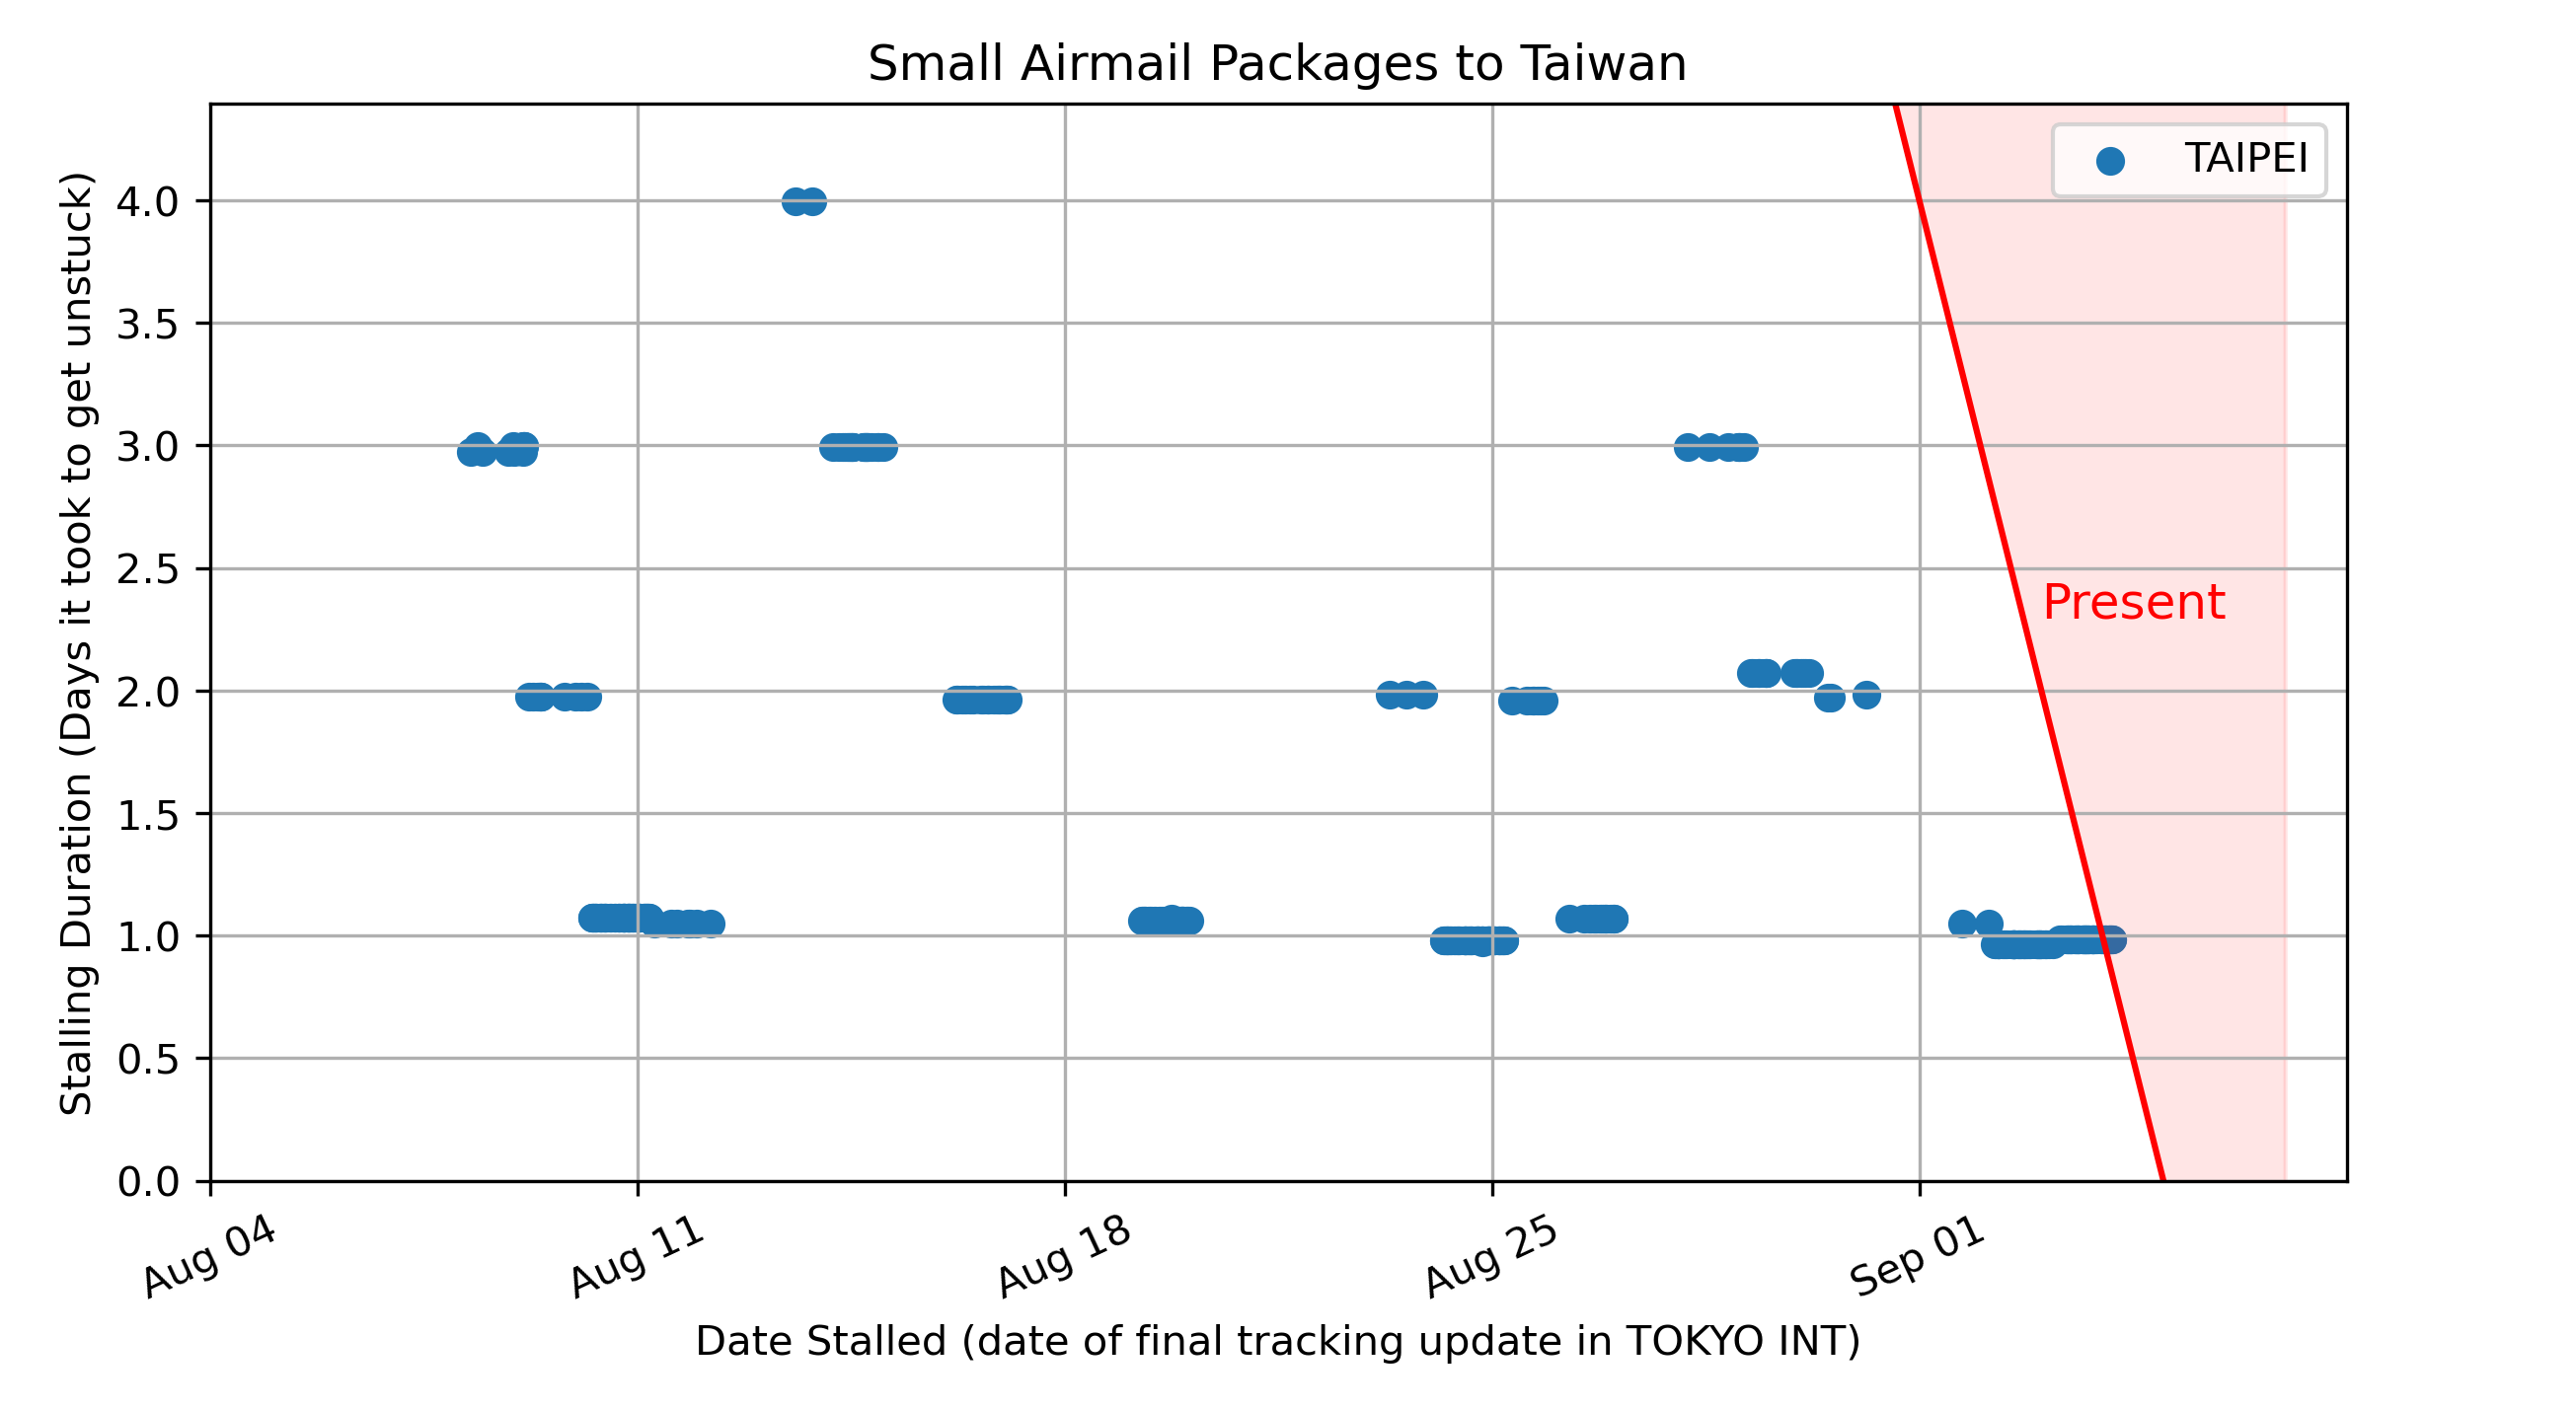 Small Airmail Packages to Taiwan
TAIPEI
Stalling Duration (Days it took to get unstuck)
4.0
3.5
3.0
2.5
2.0
1.5
1.0
0.5
0.0
Present
Aug 04
Aug 11
Aug 18
Aug 25
Sep 01
Date Stalled (date of final tracking update in TOKYO INT)